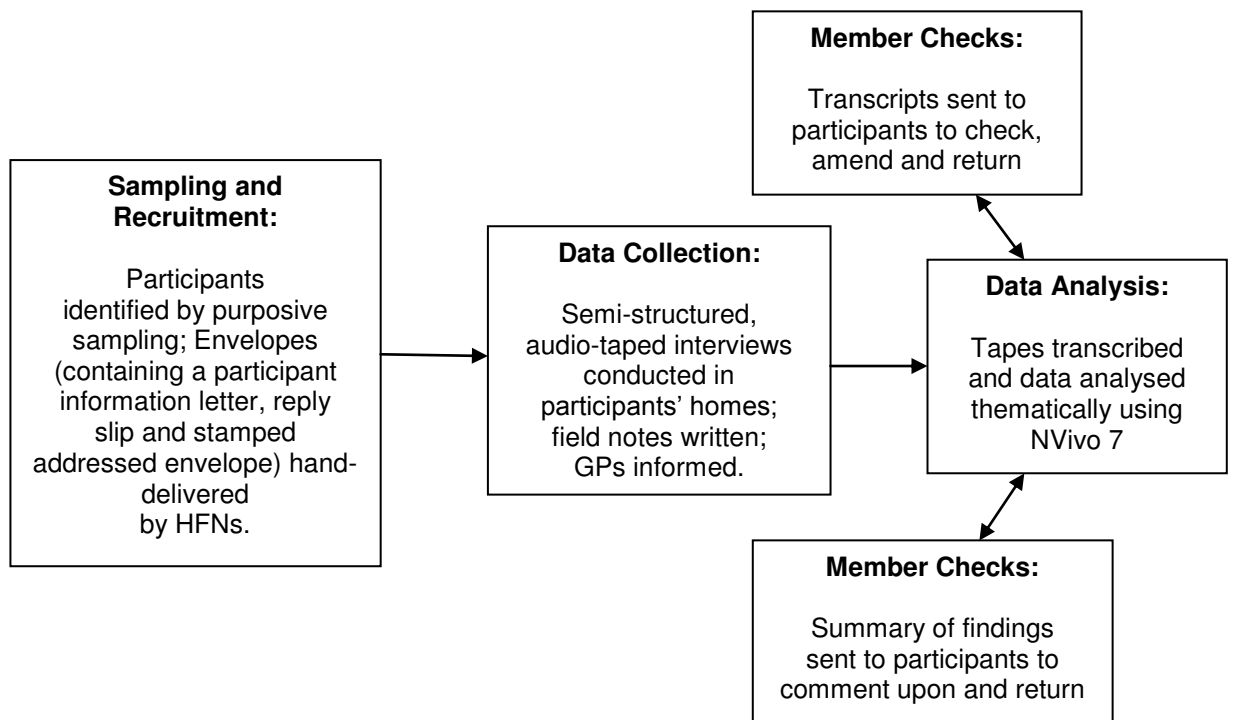 Sampling and
Recruitment:
Participants
identified by purposive
sampling; Envelopes
(containing a participant
information letter, reply
slip and stamped
addressed envelope) hand-
delivered
by HFNs.
Data Collection:
Semi-structured,
audio-taped interviews
conducted in
participants’ homes;
field notes written;
GPs informed.
Member Checks:
Transcripts sent to
participants to check,
amend and return
Data Analysis:
Tapes transcribed
and data analysed
thematically using
NVivo 7
Member Checks:
Summary of findings
sent to participants to
comment upon and return